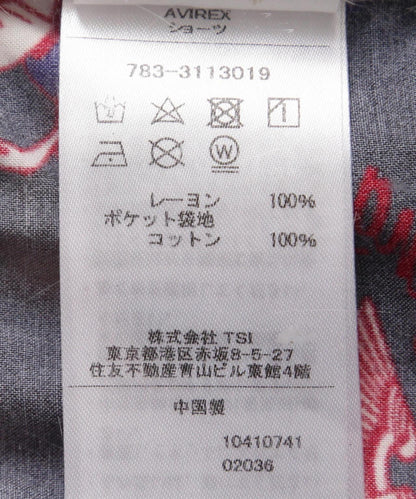 AVIREX
ショーツ
783-3113019
レーヨン 100%
ポケット袋地
コットン 100%
株式会社 TSI
東京都港区赤坂8-5-27
住友不動産青山ビル東館4階
中国製
10410741
02036